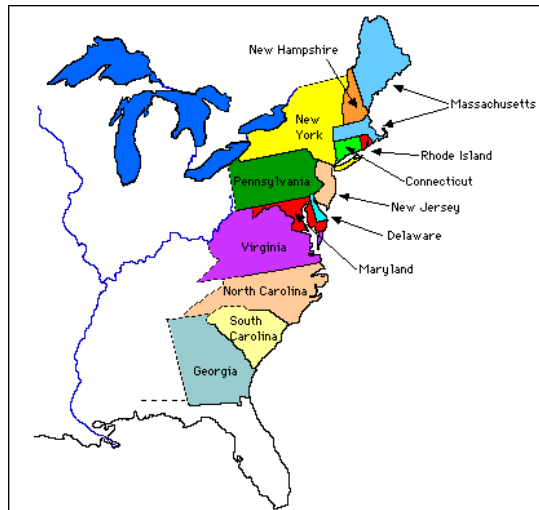 New Hampshire
Massachusetts
New
York
Rhode Island
Pennsylvania
Connecticut
New Jersey
Delaware
Virginia
Maryland
North Carolina
South
Carolina
Georgia